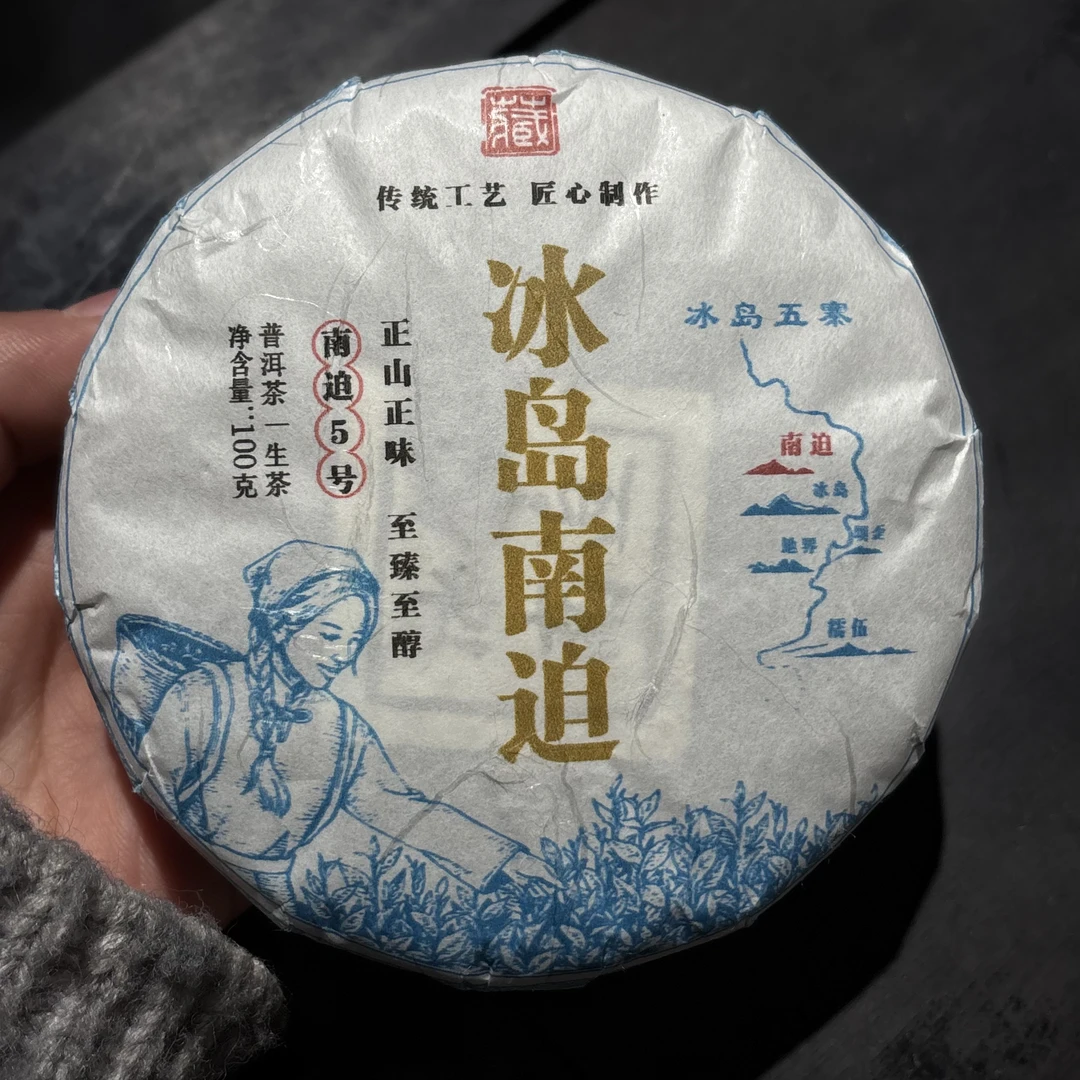 藏
传统工艺 匠心制作
冰岛南迫
正山正味 至臻至醇
南迫5号
普洱茶—生茶
净含量:100克
冰岛五寨
南迫
冰岛
地界
糯伍